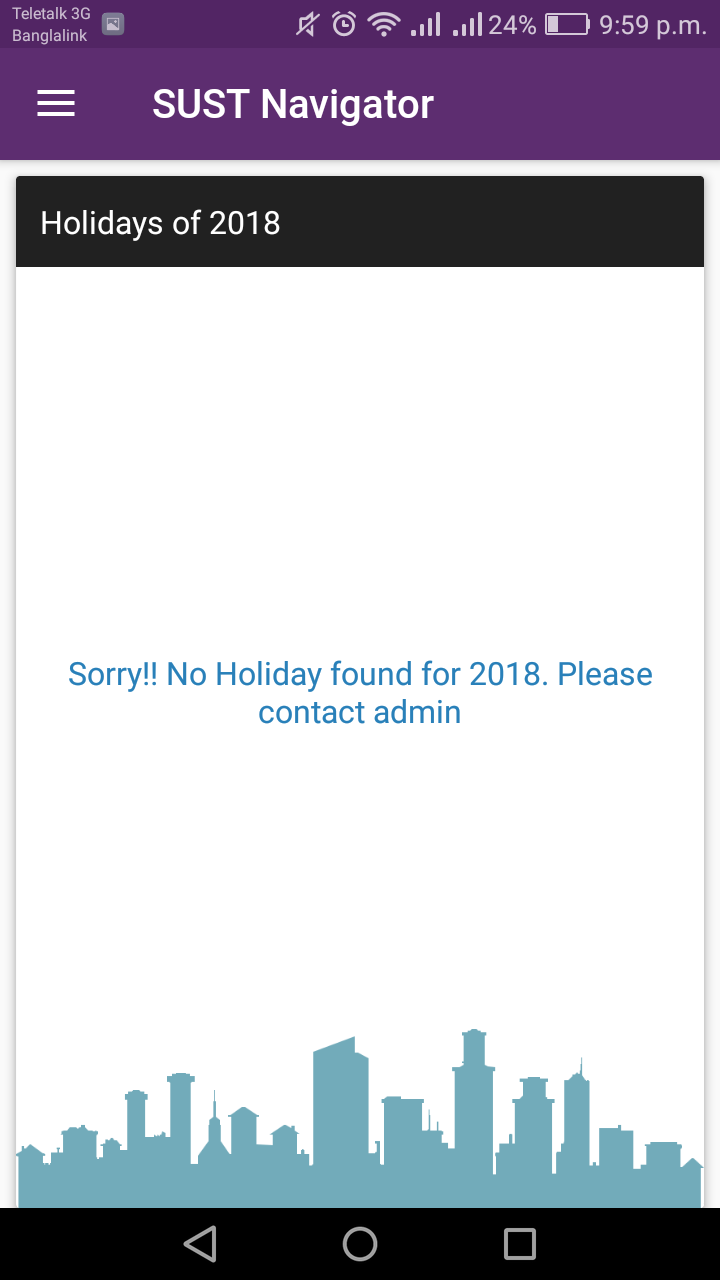 Teletalk 3G
Banglalink
24% 9:59 p.m.
SUST Navigator
Holidays of 2018
Sorry!! No Holiday found for 2018. Please
contact admin